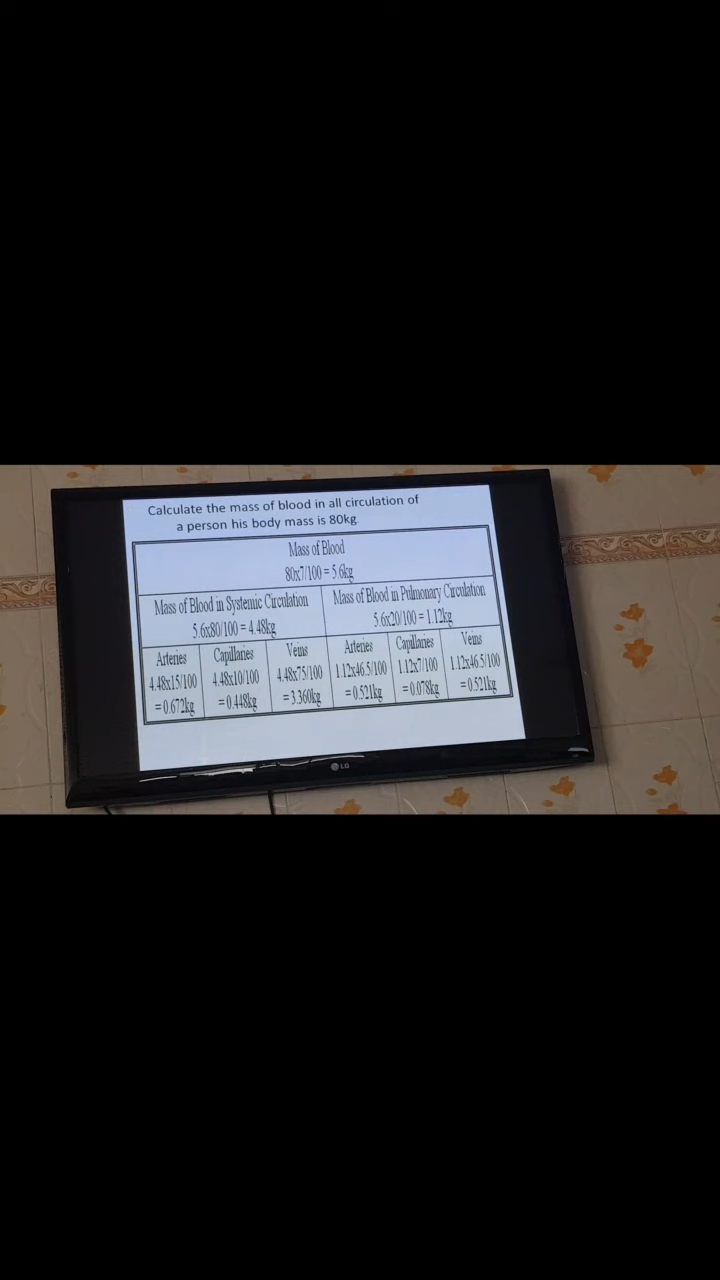 Calculate the mass of blood in all circulation of
a person his body mass is 80kg.
Mass of Blood
80x7/100 = 5.6kg
Mass of Blood in Systemic Circulation
5.6x80/100 = 4.48kg
Mass of Blood in Pulmonary Circulation
5.6x20/100 = 1.12kg
Arteries
4.48x15/100
=0.672kg
Capillaries
4.48x10/100
=0.448kg
Veins
4.48x75/100
=3.360kg
Arteries
1.12x46.5/100
=0.521kg
Capillaries
1.12x7/100
=0.078kg
Veins
1.12x46.5/100
=0.521kg
LG